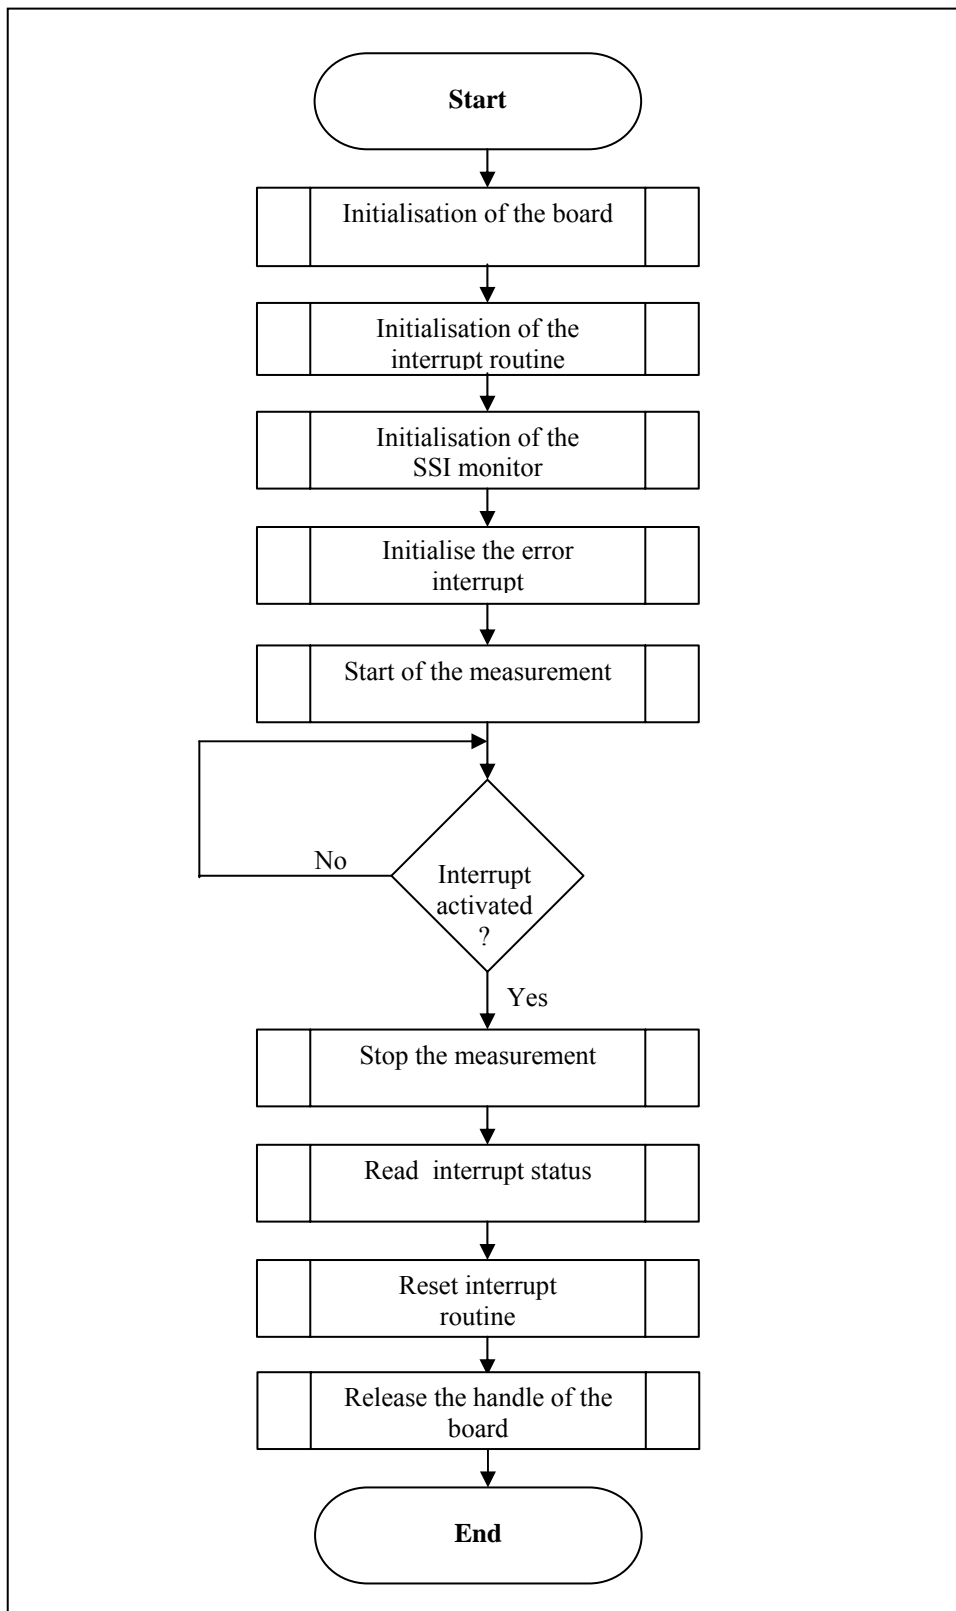 Start
Initialisation of the board
Initialisation of the
interrupt routine
Initialisation of the
SSI monitor
Initialise the error
interrupt
Start of the measurement
No
Interrupt
activated
?
Yes
Stop the measurement
Read  interrupt status
Reset interrupt
routine
Release the handle of the
board
End